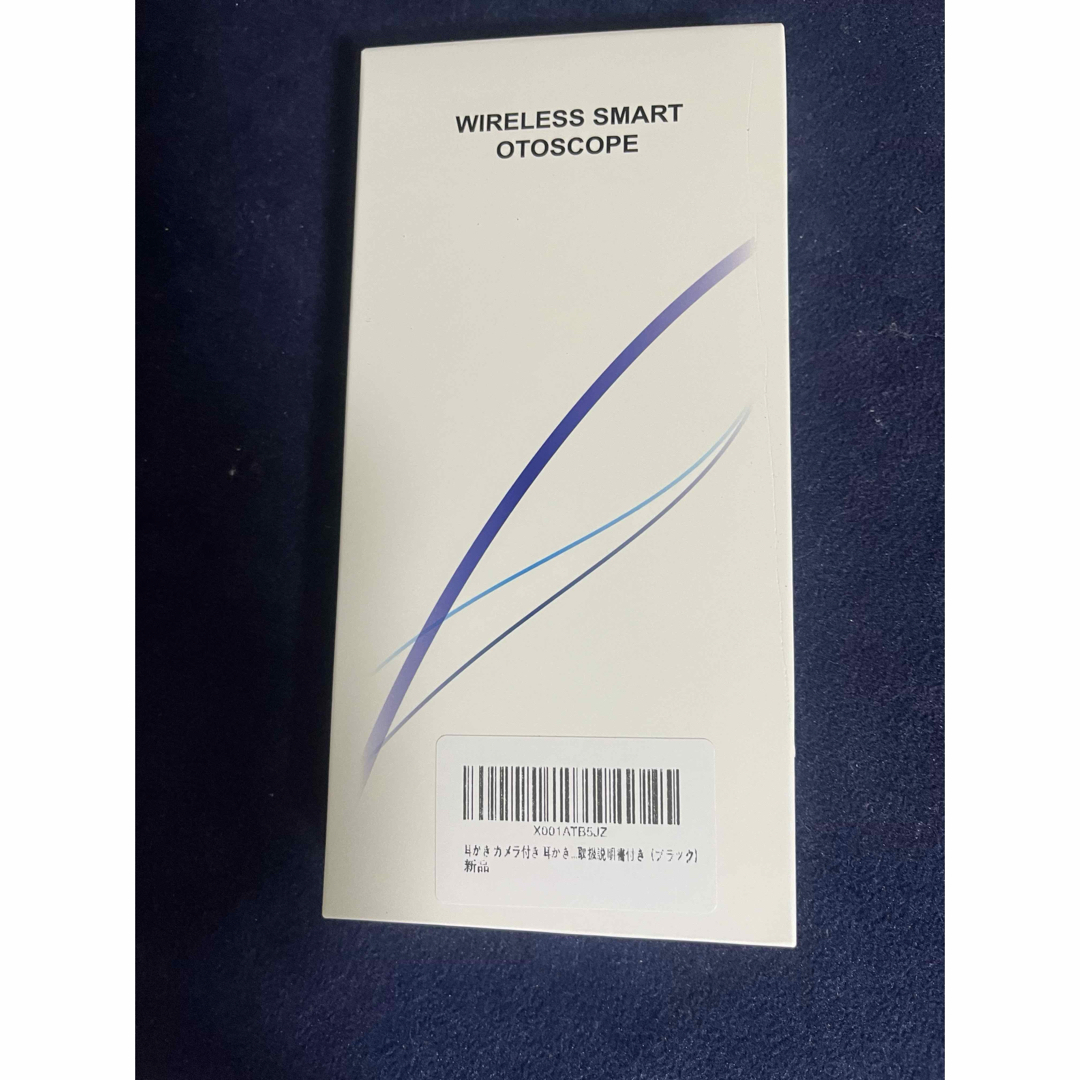 WIRELESS SMART
OTOSCOPE
X001ATB5JZ
耳かき カメラ付き 耳かき...取扱説明書付き (ブラック)
新品